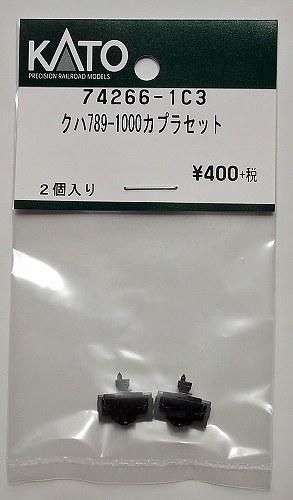 KATO
PRECISION RAILROAD MODELS
74266-1C3
クハ789-1000カプラセット
¥400+税
2個入り